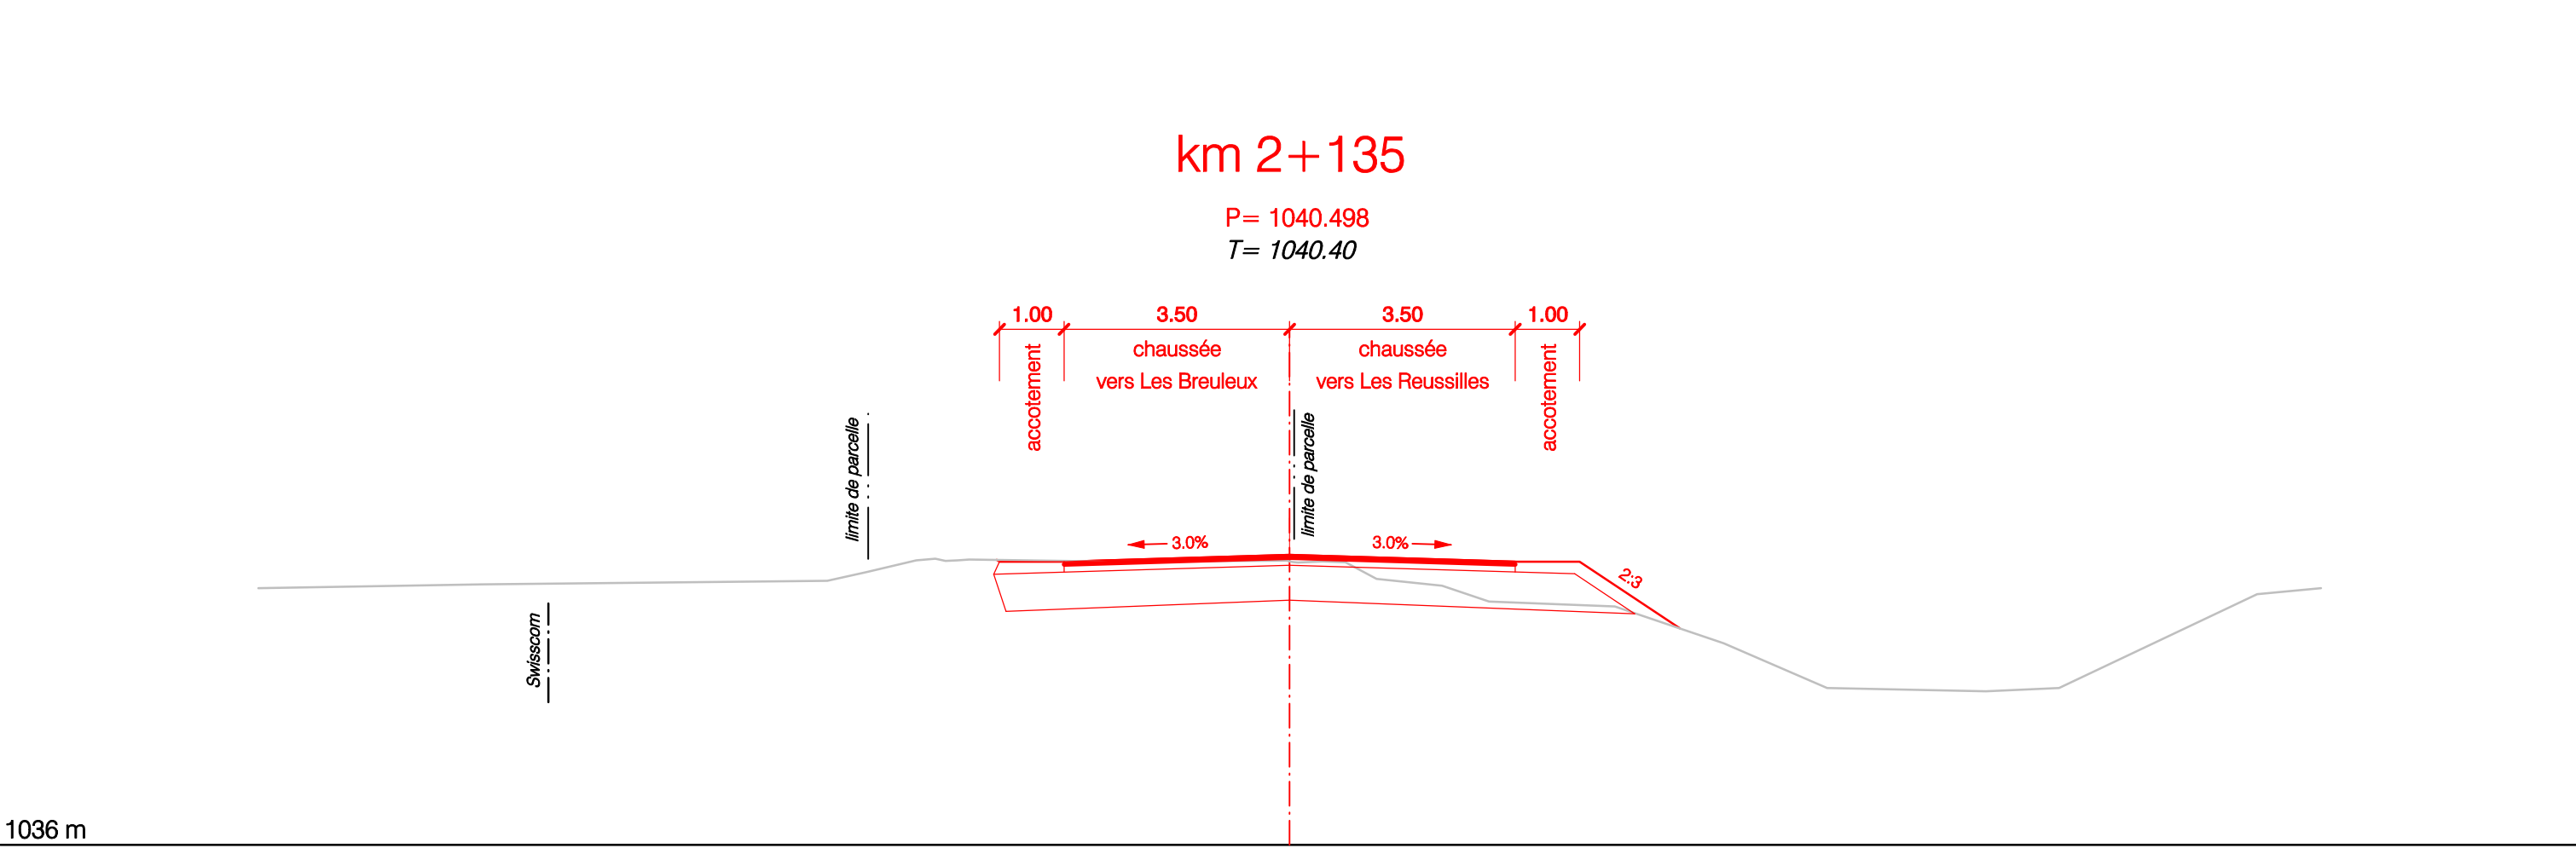 km 2+135
P= 1040.498
T= 1040.40
1.00 3.50 3.50 1.00
accotement
chaussée
vers Les Breuleux
chaussée
vers Les Reussilles
accotement
limite de parcelle
limite de parcelle
3.0% 3.0%
2:3
Swisscom
1036 m